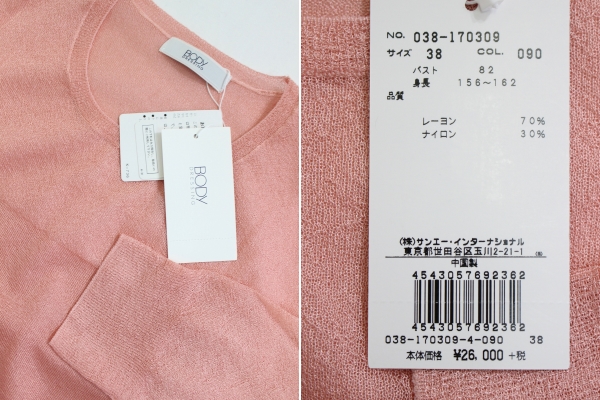 BODY
DRESSING
BODY
DRESSING
NO. 038-170309
サイズ 38 COL. 090
バスト 82
身長 156～162
品質
レーヨン 70%
ナイロン 30%
(株)サンエー・インターナショナル
東京都世田谷区玉川2-21-1
中国製
4543057692362
4543057692362
038-170309-4-090 38
本体価格 ¥26,000 +税